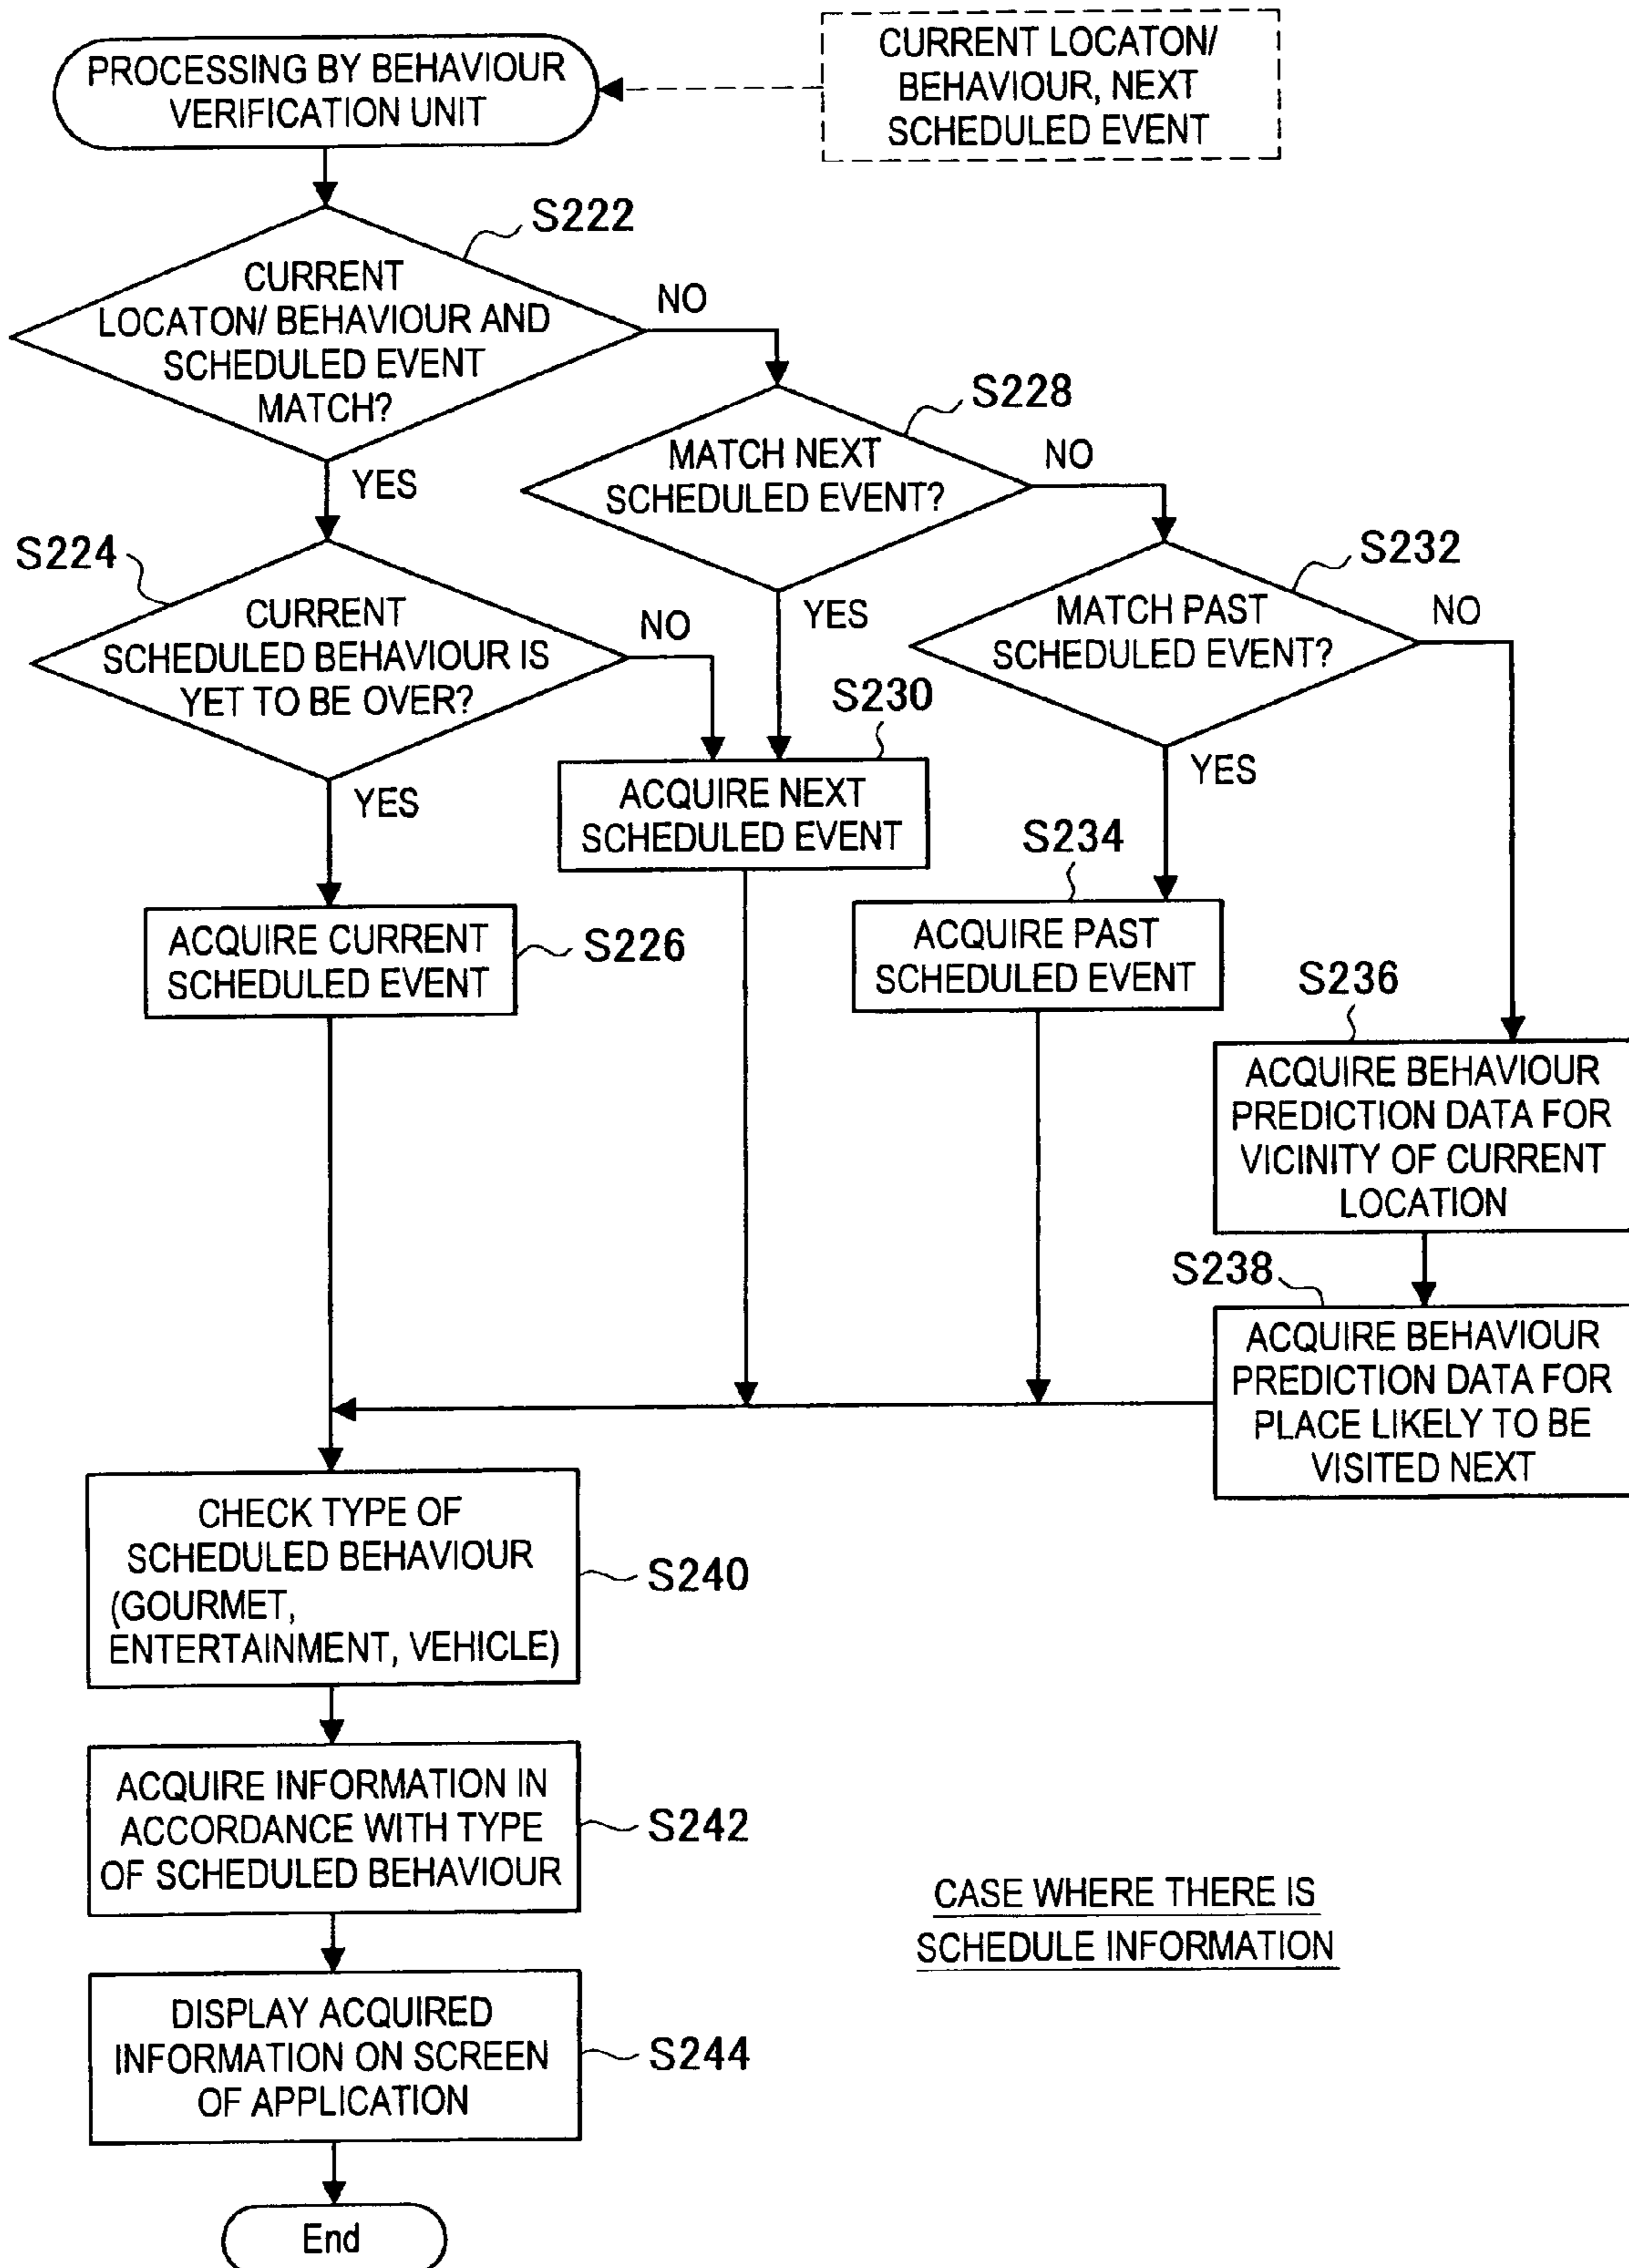 PROCESSING BY BEHAVIOUR
VERIFICATION UNIT
CURRENT LOCATON/
BEHAVIOUR, NEXT
SCHEDULED EVENT
S222
CURRENT
LOCATON/ BEHAVIOUR AND
SCHEDULED EVENT
MATCH?
NO
YES
S228
MATCH NEXT
SCHEDULED EVENT?
NO
YES
S224
CURRENT
SCHEDULED BEHAVIOUR IS
YET TO BE OVER?
NO
YES
S232
MATCH PAST
SCHEDULED EVENT?
NO
YES
S230
ACQUIRE NEXT
SCHEDULED EVENT
S226
ACQUIRE CURRENT
SCHEDULED EVENT
S234
ACQUIRE PAST
SCHEDULED EVENT
S236
ACQUIRE BEHAVIOUR
PREDICTION DATA FOR
VICINITY OF CURRENT
LOCATION
S238
ACQUIRE BEHAVIOUR
PREDICTION DATA FOR
PLACE LIKELY TO BE
VISITED NEXT
CHECK TYPE OF
SCHEDULED BEHAVIOUR
(GOURMET,
ENTERTAINMENT, VEHICLE)
S240
ACQUIRE INFORMATION IN
ACCORDANCE WITH TYPE
OF SCHEDULED BEHAVIOUR
S242
CASE WHERE THERE IS
SCHEDULE INFORMATION
DISPLAY ACQUIRED
INFORMATION ON SCREEN
OF APPLICATION
S244
End